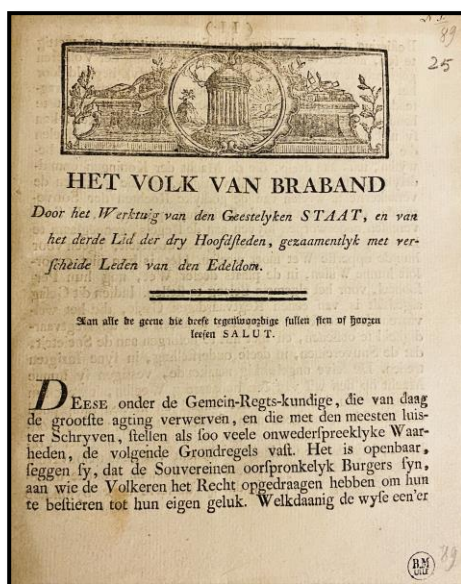 89
25
HET VOLK VAN BRABAND
Door het Werktuig van den Geestelyken STAAT, en van
het derde Lid der dry Hoofdsteden, gezaamentlyk met ver-
scheide Leden van den Edeldom.
Aan alle de geene die deese tegenwoordige sullen sien of hooren
leesen SALUT.
DEESE onder de Gemein-Regts-kundige, die van daag
de grootste agting verwerven, en die met den meesten luis-
ter Schryven, stellen als soo veele onwederspreeklyke Waar-
heden, de volgende Grondregels vast. Het is openbaar,
seggen sy, dat de Souvereinen oorspronkelyk Burgers syn,
aan wie de Volkeren het Recht opgedraagen hebben om hun
te bestieren tot hun eigen geluk. Welkdaanig de wyse een'er
BM
89